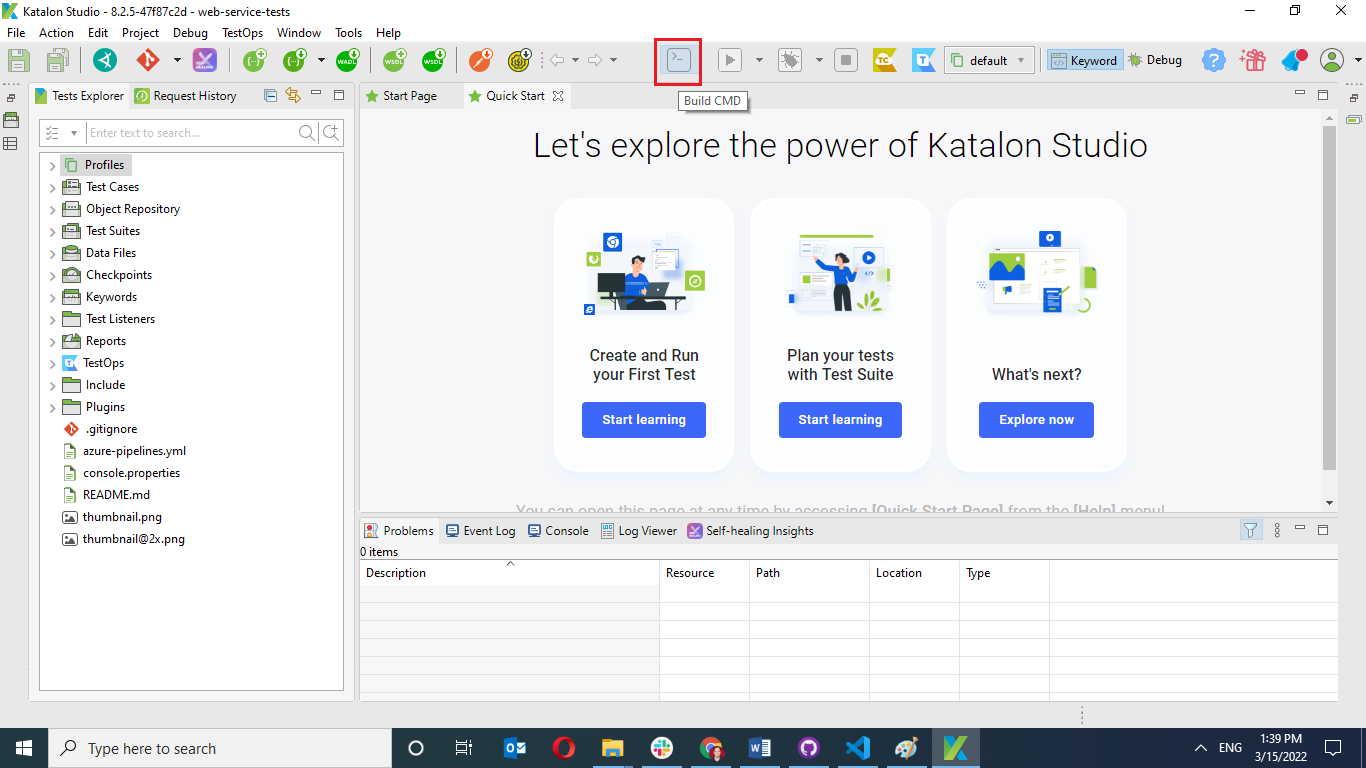 Katalon Studio - 8.2.5-47f87c2d - web-service-tests
File Action Edit Project Debug TestOps Window Tools Help
WADL WSDL WSDL TC T default Keyword Debug
Build CMD
Tests Explorer Request History
Start Page Quick Start
Enter text to search...
Profiles
Test Cases
Object Repository
Test Suites
Data Files
Checkpoints
Keywords
Test Listeners
Reports
TestOps
Include
Plugins
.gitignore
azure-pipelines.yml
console.properties
README.md
thumbnail.png
thumbnail@2x.png
Let's explore the power of Katalon Studio
Create and Run
your First Test
Start learning
Plan your tests
with Test Suite
Start learning
What's next?
Explore now
You can open this page at any time by accessing [Quick Start Page] from the [Help] menu!
Problems Event Log Console Log Viewer Self-healing Insights
0 items
Description Resource Path Location Type
Type here to search
ENG
1:39 PM
3/15/2022